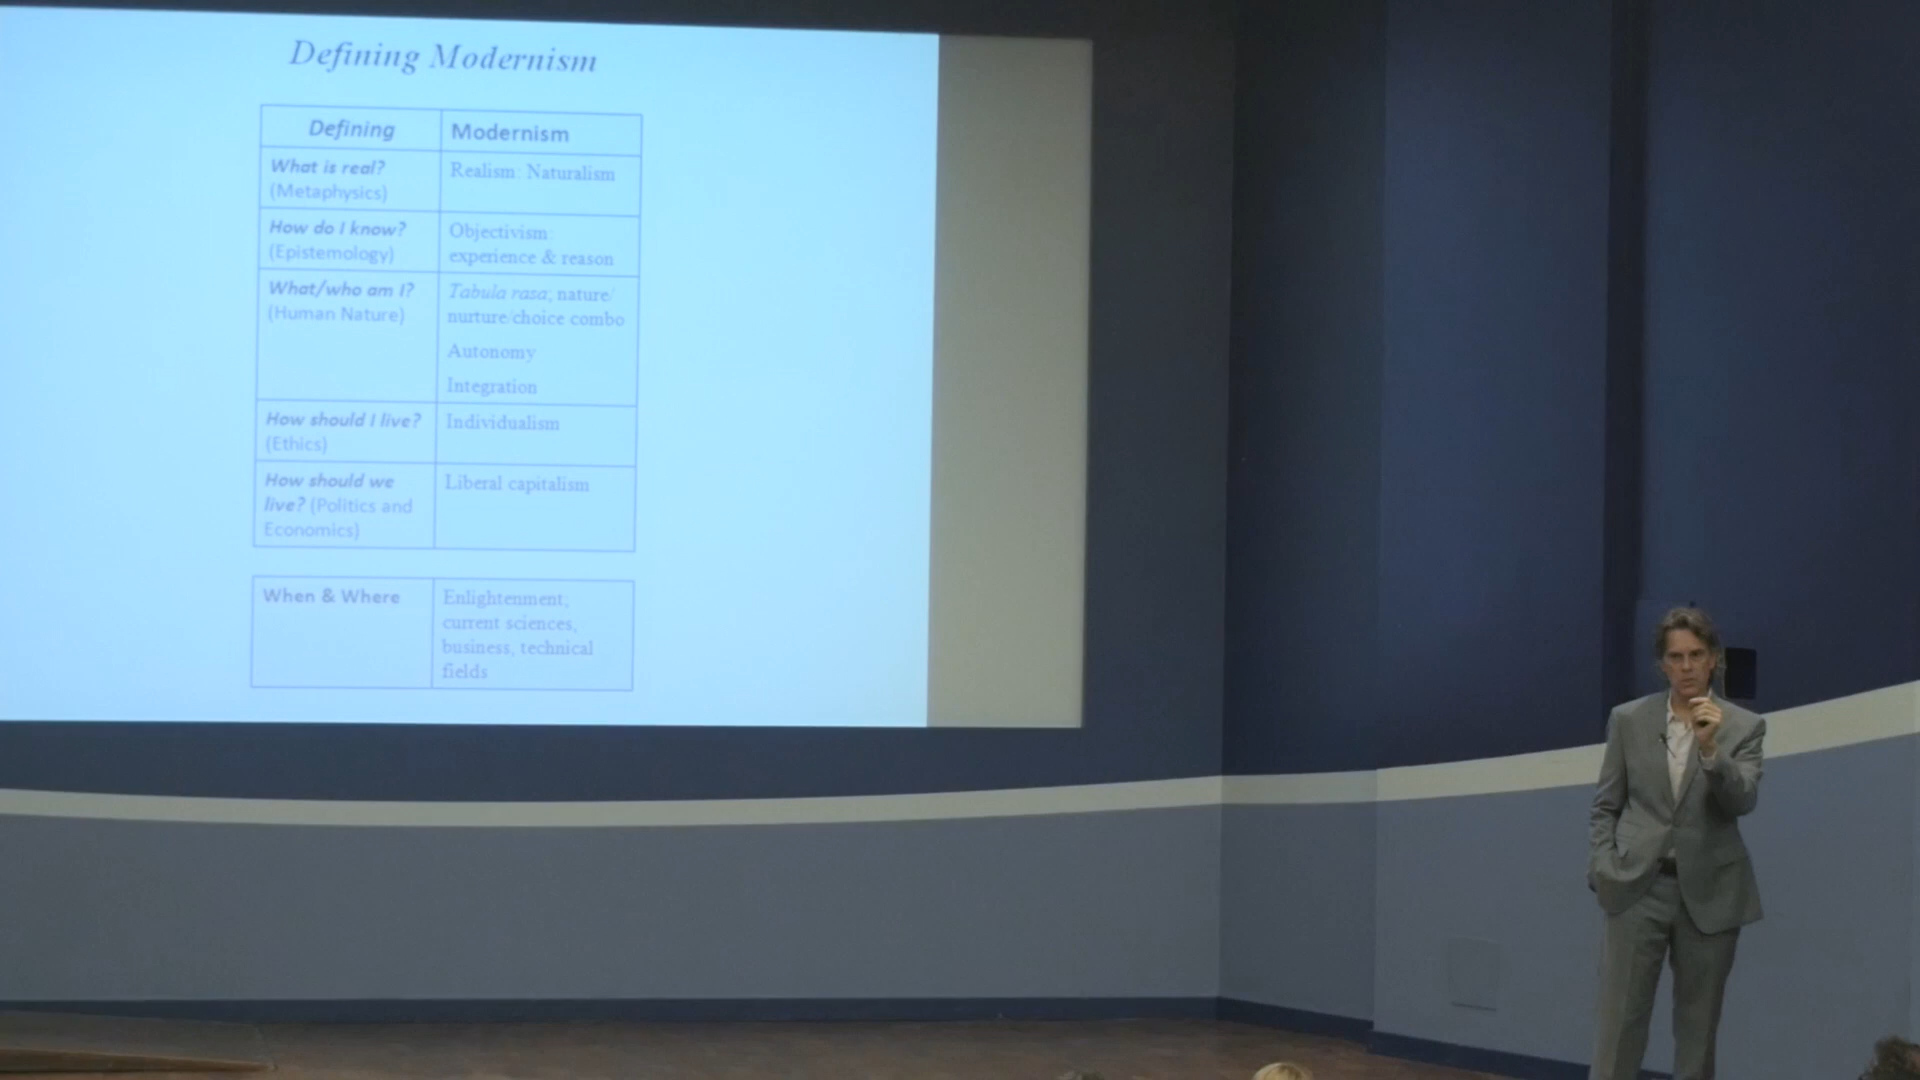 Defining Modernism
Defining Modernism
What is real? Realism: Naturalism
(Metaphysics)
How do I know? Objectivism:
(Epistemology) experience & reason
What/who am I? Tabula rasa; nature/
(Human Nature) nurture/choice combo
Autonomy
Integration
How should I live? Individualism
(Ethics)
How should we Liberal capitalism
live? (Politics and
Economics)
When & Where Enlightenment;
current sciences,
business, technical
fields